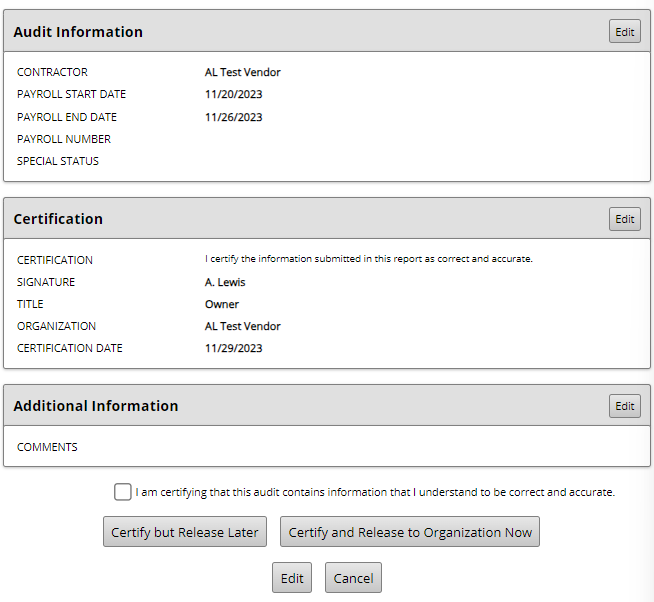 Audit Information Edit
CONTRACTOR AL Test Vendor
PAYROLL START DATE 11/20/2023
PAYROLL END DATE 11/26/2023
PAYROLL NUMBER
SPECIAL STATUS
Certification Edit
CERTIFICATION I certify the information submitted in this report as correct and accurate.
SIGNATURE A. Lewis
TITLE Owner
ORGANIZATION AL Test Vendor
CERTIFICATION DATE 11/29/2023
Additional Information Edit
COMMENTS
I am certifying that this audit contains information that I understand to be correct and accurate.
Certify but Release Later Certify and Release to Organization Now
Edit Cancel